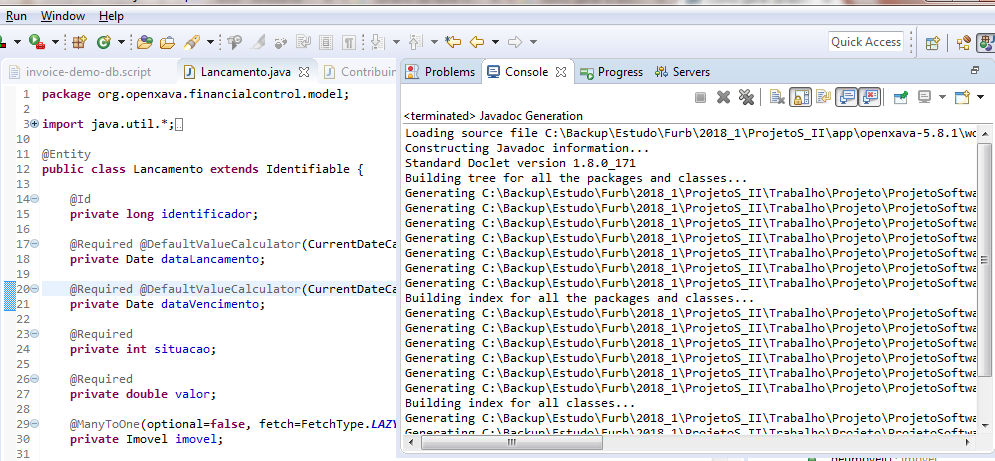 Run Window Help
Quick Access
invoice-demo-db.script Lancamento.java Contribuin
1 package org.openxava.financialcontrol.model;
2
3 import java.util.*;
10
11 @Entity
12 public class Lancamento extends Identifiable {
13
14 @Id
15 private long identificador;
16
17 @Required @DefaultValueCalculator(CurrentDateCa
18 private Date dataLancamento;
19
20 @Required @DefaultValueCalculator(CurrentDateCa
21 private Date dataVencimento;
22
23 @Required
24 private int situacao;
25
26 @Required
27 private double valor;
28
29 @ManyToOne(optional=false, fetch=FetchType.LAZY
30 private Imovel imovel;
31
Problems Console Progress Servers
<terminated> Javadoc Generation
Loading source file C:\Backup\Estudo\Furb\2018_1\ProjetoS_II\app\openxava-5.8.1\wo
Constructing Javadoc information...
Standard Doclet version 1.8.0_171
Building tree for all the packages and classes...
Generating C:\Backup\Estudo\Furb\2018_1\ProjetoS_II\Trabalho\Projeto\ProjetoSoftwa
Generating C:\Backup\Estudo\Furb\2018_1\ProjetoS_II\Trabalho\Projeto\ProjetoSoftwa
Generating C:\Backup\Estudo\Furb\2018_1\ProjetoS_II\Trabalho\Projeto\ProjetoSoftwa
Generating C:\Backup\Estudo\Furb\2018_1\ProjetoS_II\Trabalho\Projeto\ProjetoSoftwa
Generating C:\Backup\Estudo\Furb\2018_1\ProjetoS_II\Trabalho\Projeto\ProjetoSoftwa
Generating C:\Backup\Estudo\Furb\2018_1\ProjetoS_II\Trabalho\Projeto\ProjetoSoftwa
Generating C:\Backup\Estudo\Furb\2018_1\ProjetoS_II\Trabalho\Projeto\ProjetoSoftwa
Building index for all the packages and classes...
Generating C:\Backup\Estudo\Furb\2018_1\ProjetoS_II\Trabalho\Projeto\ProjetoSoftwa
Generating C:\Backup\Estudo\Furb\2018_1\ProjetoS_II\Trabalho\Projeto\ProjetoSoftwa
Generating C:\Backup\Estudo\Furb\2018_1\ProjetoS_II\Trabalho\Projeto\ProjetoSoftwa
Generating C:\Backup\Estudo\Furb\2018_1\ProjetoS_II\Trabalho\Projeto\ProjetoSoftwa
Generating C:\Backup\Estudo\Furb\2018_1\ProjetoS_II\Trabalho\Projeto\ProjetoSoftwa
Generating C:\Backup\Estudo\Furb\2018_1\ProjetoS_II\Trabalho\Projeto\ProjetoSoftwa
Building index for all classes...
Generating C:\Backup\Estudo\Furb\2018_1\ProjetoS_II\Trabalho\Projeto\ProjetoSoftwa
Generating C:\Backup\Estudo\Furb\2018_1\ProjetoS_II\Trabalho\Projeto\ProjetoSoftwa